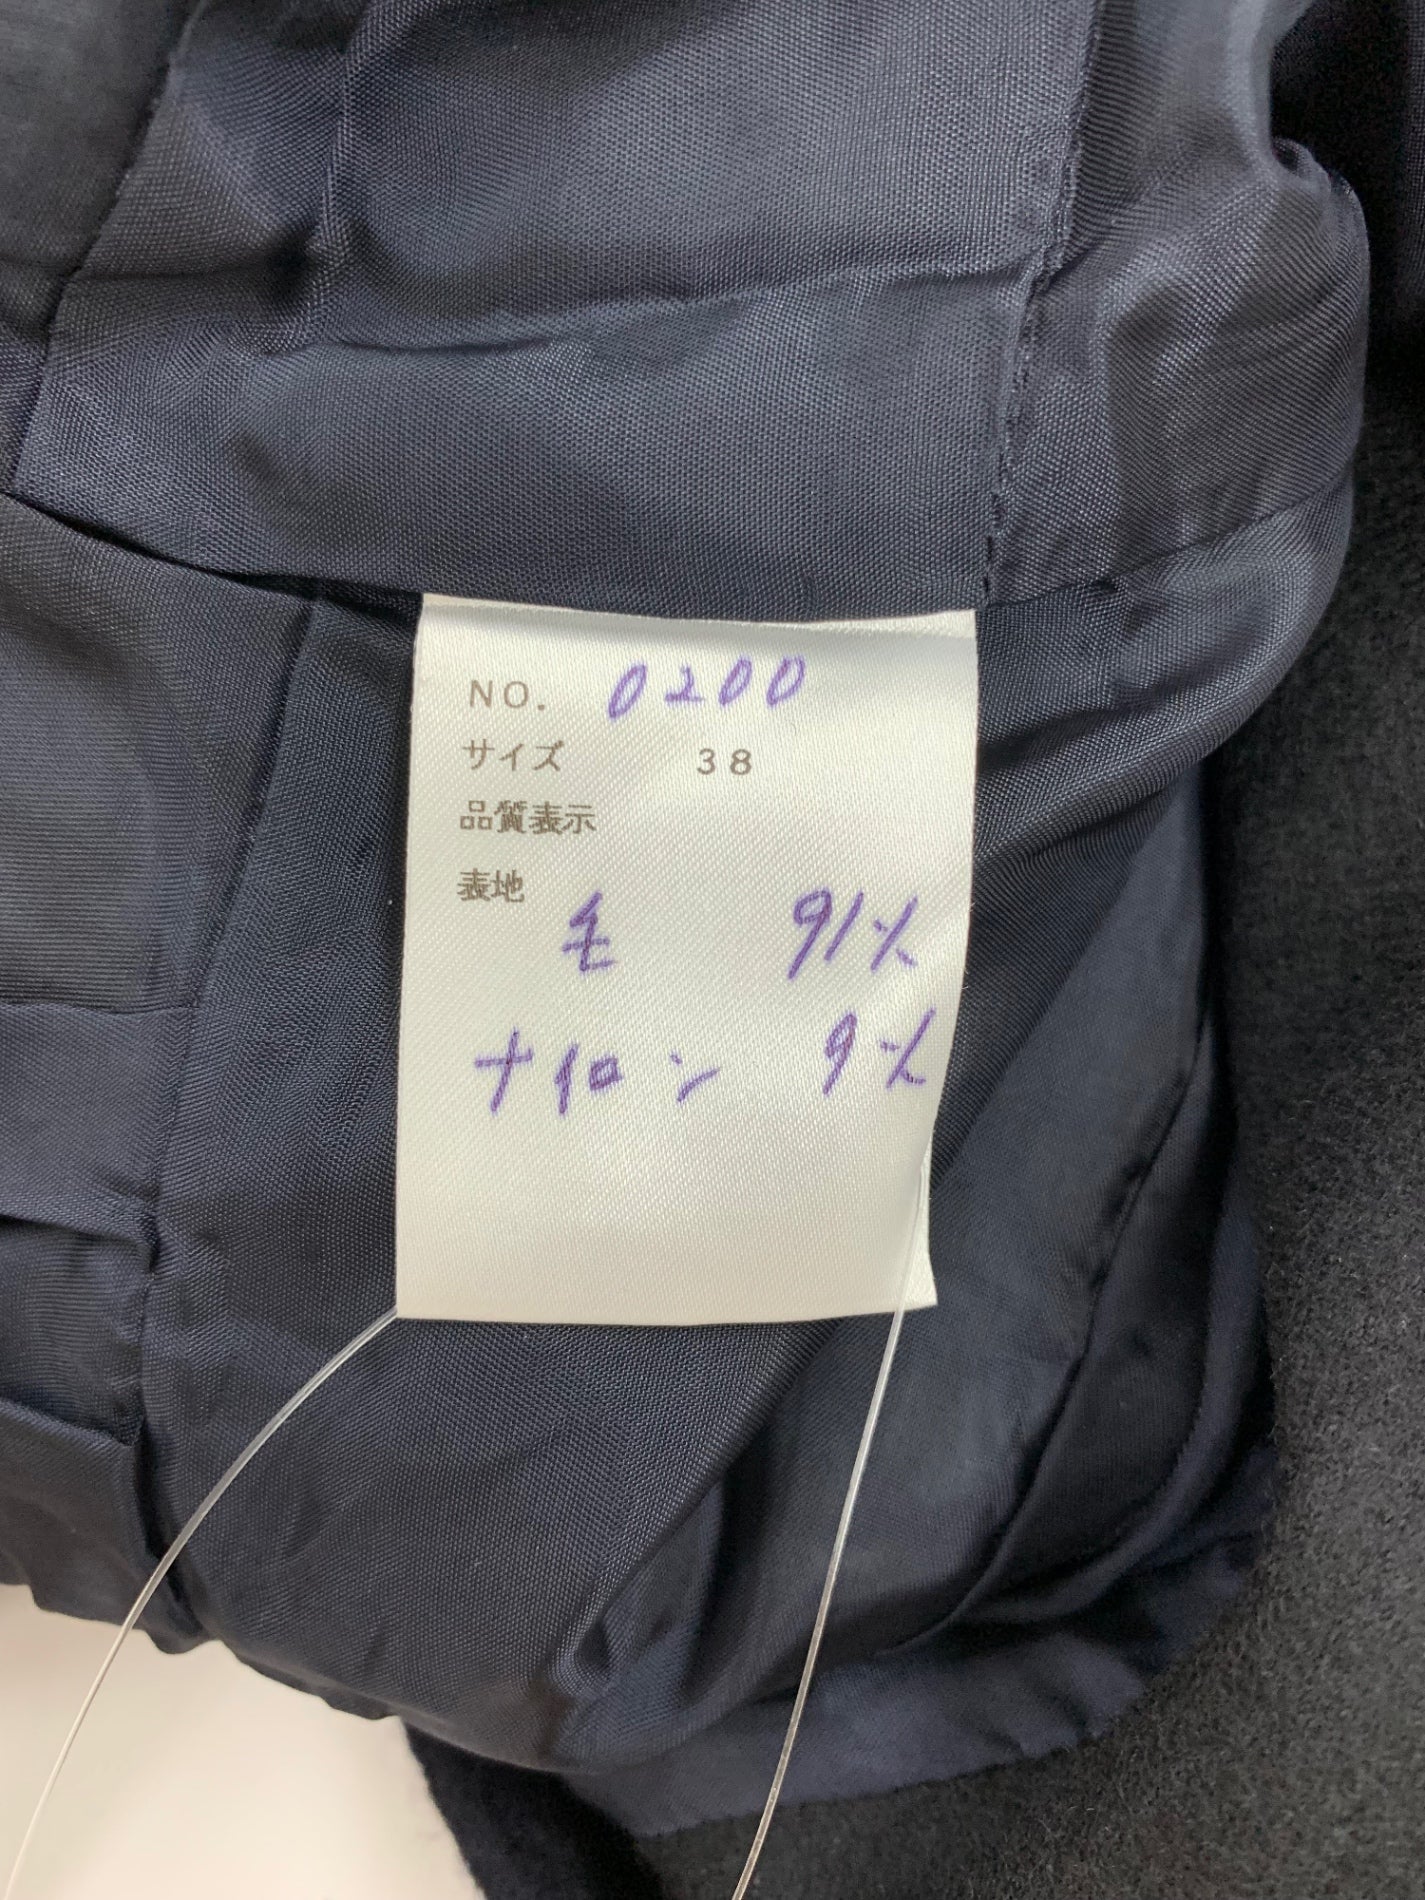 NO. 0200
サイズ 38
品質表示
表地
毛 91%
ナイロン 9%